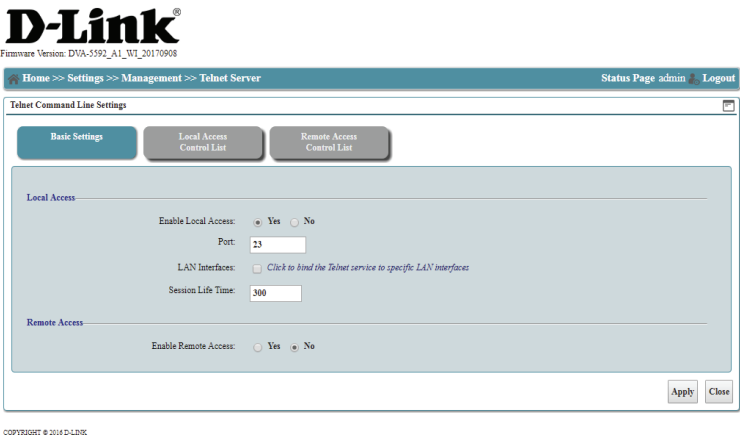 D-Link®
Firmware Version: DVA-5592_A1_WI_20170908
Home >> Settings >> Management >> Telnet Server Status Page admin Logout
Telnet Command Line Settings
Basic Settings
Local Access
Control List
Remote Access
Control List
Local Access
Enable Local Access: Yes No
Port: 23
LAN Interfaces: Click to bind the Telnet service to specific LAN interfaces
Session Life Time: 300
Remote Access
Enable Remote Access: Yes No
Apply Close
COPYRIGHT © 2016 D-LINK